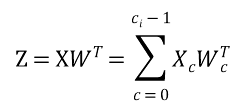 Z = XW^T = \sum_{c=0}^{c_i-1} X_c W_c^T